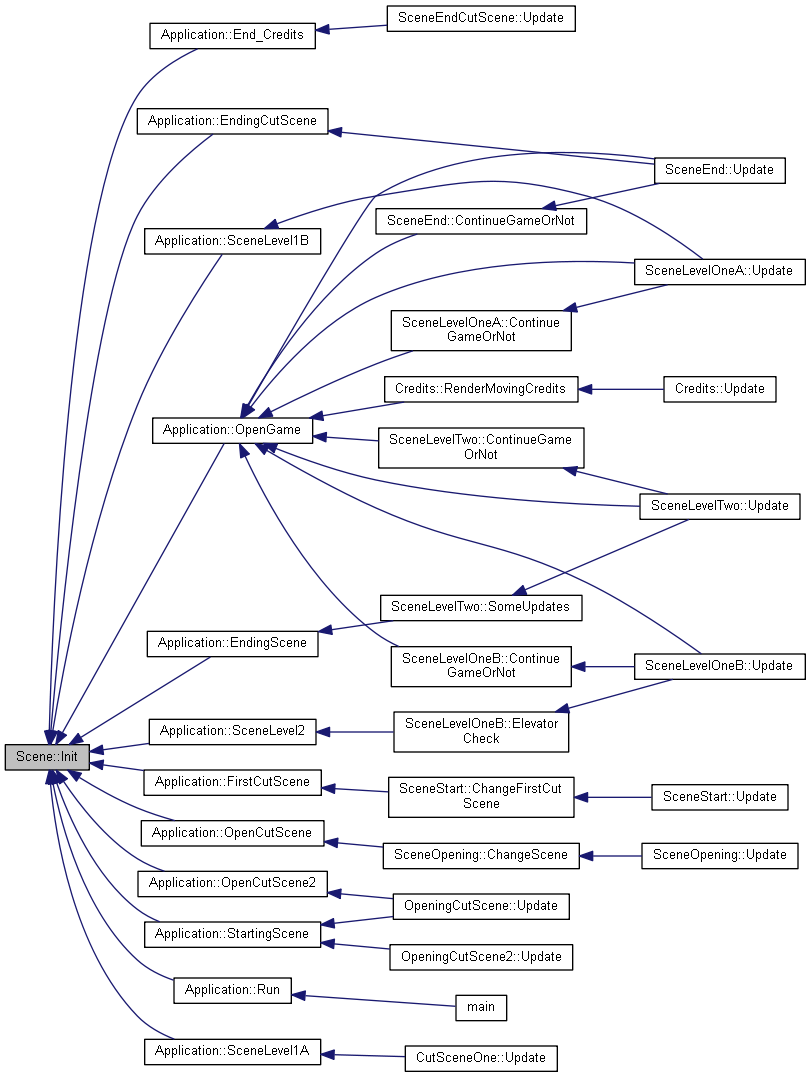 SceneEndCutScene::Update
Application::End_Credits
Application::EndingCutScene
SceneEnd::Update
SceneEnd::ContinueGameOrNot
Application::SceneLevel1B
SceneLevelOneA::Update
SceneLevelOneA::Continue
GameOrNot
Credits::RenderMovingCredits
Credits::Update
Application::OpenGame
SceneLevelTwo::ContinueGame
OrNot
SceneLevelTwo::Update
SceneLevelTwo::SomeUpdates
Application::EndingScene
SceneLevelOneB::Continue
GameOrNot
SceneLevelOneB::Update
Application::SceneLevel2
SceneLevelOneB::Elevator
Check
Scene::Init
Application::FirstCutScene
SceneStart::ChangeFirstCut
Scene
SceneStart::Update
Application::OpenCutScene
SceneOpening::ChangeScene
SceneOpening::Update
Application::OpenCutScene2
OpeningCutScene::Update
Application::StartingScene
OpeningCutScene2::Update
Application::Run
main
Application::SceneLevel1A
CutSceneOne::Update